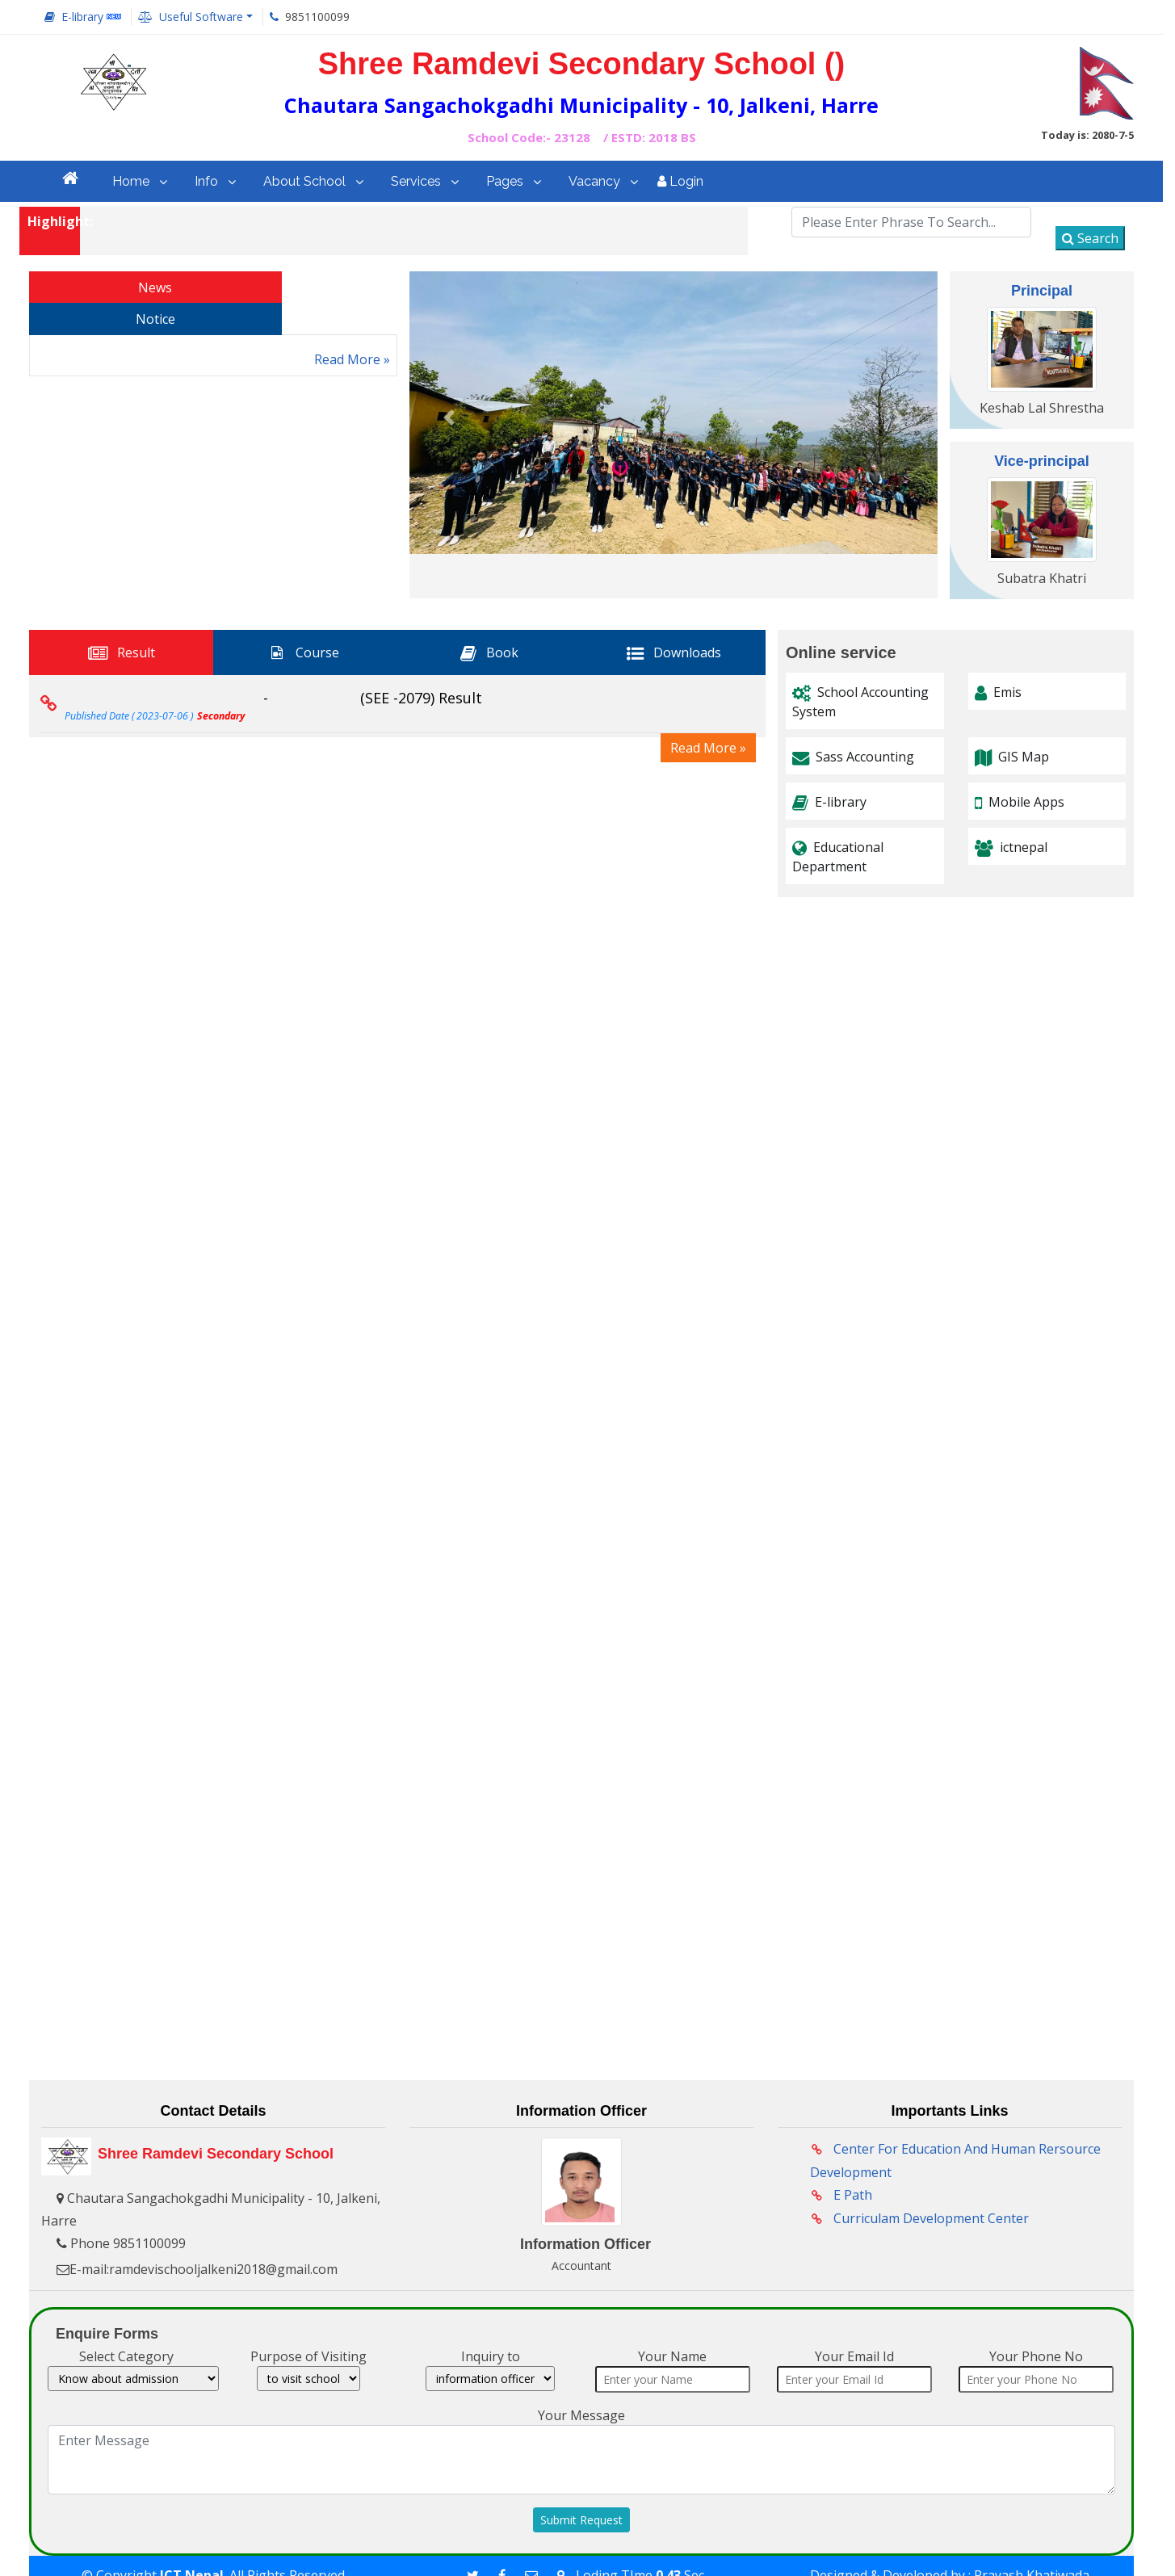 E-library
Useful Software
9851100099
Shree Ramdevi Secondary School ()
Chautara Sangachokgadhi Municipality - 10, Jalkeni, Harre
School Code:- 23128 / ESTD: 2018 BS
Today is: 2080-7-5
Home Info About School Services Pages Vacancy Login
Highlight:
Please Enter Phrase To Search...
Search
News
Notice
Read More »
Principal
Keshab Lal Shrestha
Vice-principal
Subatra Khatri
Result Course Book Downloads
- (SEE -2079) Result
Published Date ( 2023-07-06 ) Secondary
Read More »
Online service
School Accounting System
Emis
Sass Accounting
GIS Map
E-library
Mobile Apps
Educational Department
ictnepal
Contact Details
Shree Ramdevi Secondary School
Chautara Sangachokgadhi Municipality - 10, Jalkeni,
Harre
Phone 9851100099
E-mail:ramdevischooljalkeni2018@gmail.com
Information Officer
Information Officer
Accountant
Importants Links
Center For Education And Human Rersource
Development
E Path
Curriculam Development Center
Enquire Forms
Select Category Purpose of Visiting Inquiry to Your Name Your Email Id Your Phone No
Know about admission to visit school information officer Enter your Name Enter your Email Id Enter your Phone No
Your Message
Enter Message
Submit Request
© Copyright ICT Nepal. All Rights Reserved
Loding TIme 0.43 Sec
Designed & Developed by : Prayash Khatiwada